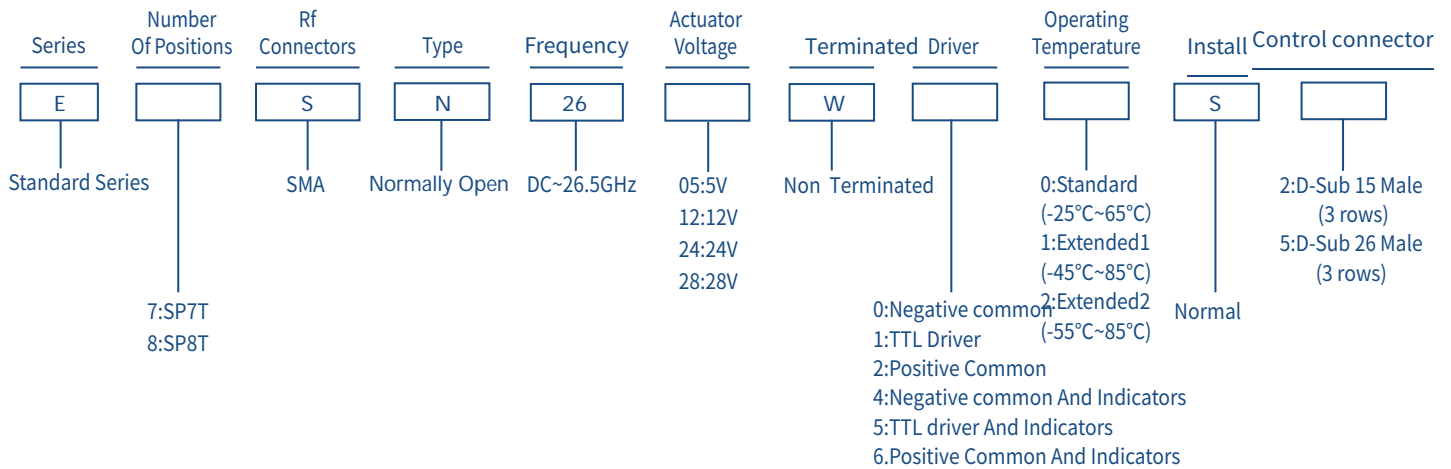 Series
Number
Of Positions
Rf
Connectors
Type
Frequency
Actuator
Voltage
Terminated
Driver
Operating
Temperature
Install
Control connector
E
S
N
26
W
S
Standard Series
SMA
Normally Open
DC~26.5GHz
05:5V
12:12V
24:24V
28:28V
Non Terminated
0:Standard
(-25°C~65°C)
1:Extended1
(-45°C~85°C)
2:Extended2
(-55°C~85°C)
2:D-Sub 15 Male
(3 rows)
5:D-Sub 26 Male
(3 rows)
7:SP7T
8:SP8T
0:Negative common
1:TTL Driver
2:Positive Common
4:Negative common And Indicators
5:TTL driver And Indicators
6.Positive Common And Indicators
Normal